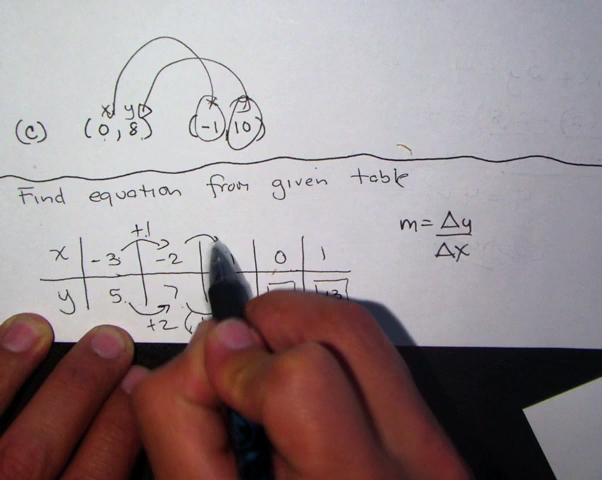 x y x y
(c) (0, 8) (-1, 10)
Find equation from given table
+1
m = Δy/Δx
x -3 -2 0 1
y 5 7
+2